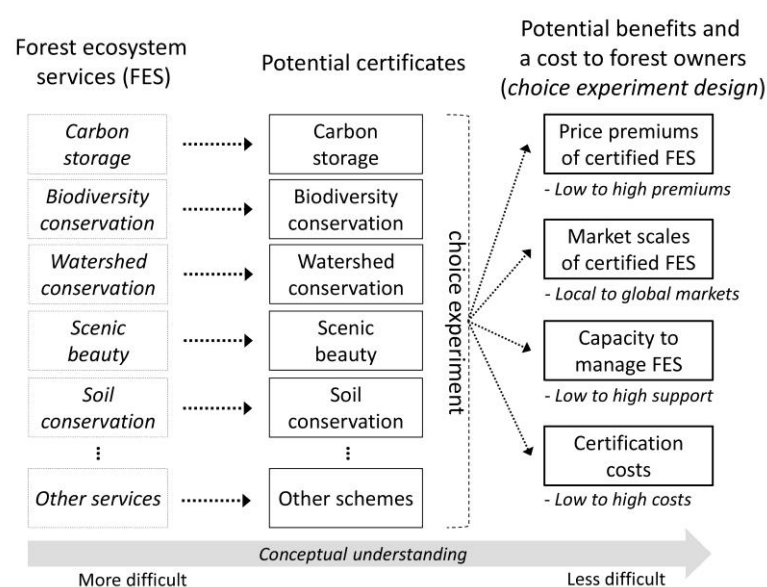 Forest ecosystem
services (FES)
Potential certificates
Potential benefits and
a cost to forest owners
(choice experiment design)
Carbon
storage
Biodiversity
conservation
Watershed
conservation
Scenic
beauty
Soil
conservation
⋮
Other services
Carbon
storage
Biodiversity
conservation
Watershed
conservation
Scenic
beauty
Soil
conservation
⋮
Other schemes
choice experiment
Price premiums
of certified FES
- Low to high premiums
Market scales
of certified FES
- Local to global markets
Capacity to
manage FES
- Low to high support
Certification
costs
- Low to high costs
Conceptual understanding
More difficult
Less difficult